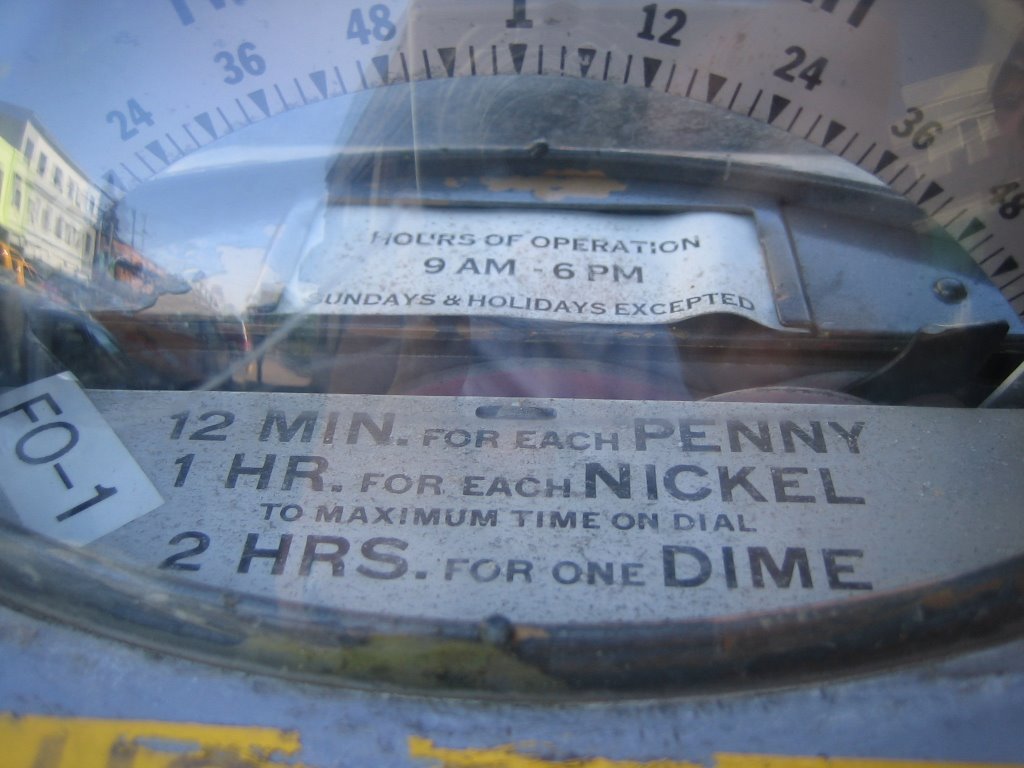 24 36 48 1 12 24 36 48
HOURS OF OPERATION
9 AM - 6 PM
SUNDAYS & HOLIDAYS EXCEPTED
FO-1
12 MIN. FOR EACH PENNY
1 HR. FOR EACH NICKEL
TO MAXIMUM TIME ON DIAL
2 HRS. FOR ONE DIME